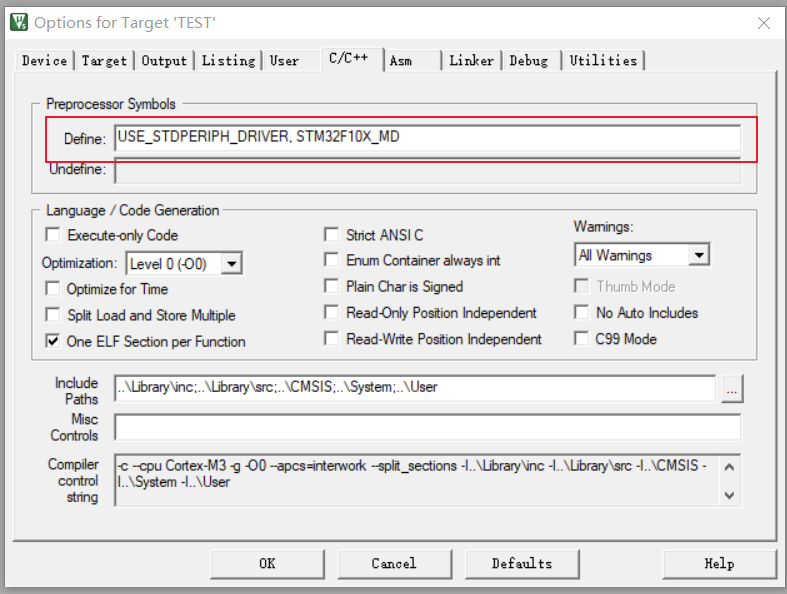 Options for Target 'TEST'
Device Target Output Listing User C/C++ Asm Linker Debug Utilities
Preprocessor Symbols
Define: USE_STDPERIPH_DRIVER, STM32F10X_MD
Undefine:
Language / Code Generation
Execute-only Code
Optimization: Level 0 (-O0)
Optimize for Time
Split Load and Store Multiple
One ELF Section per Function
Strict ANSI C
Enum Container always int
Plain Char is Signed
Read-Only Position Independent
Read-Write Position Independent
Warnings:
All Warnings
Thumb Mode
No Auto Includes
C99 Mode
Include
Paths
..\Library\inc;..\Library\src;..\CMSIS;..\System;..\User
...
Misc
Controls
Compiler
control
string
-c --cpu Cortex-M3 -g -O0 --apcs=interwork --split_sections -I..\Library\inc -I..\Library\src -I..\CMSIS -
I..\System -I..\User
OK Cancel Defaults Help